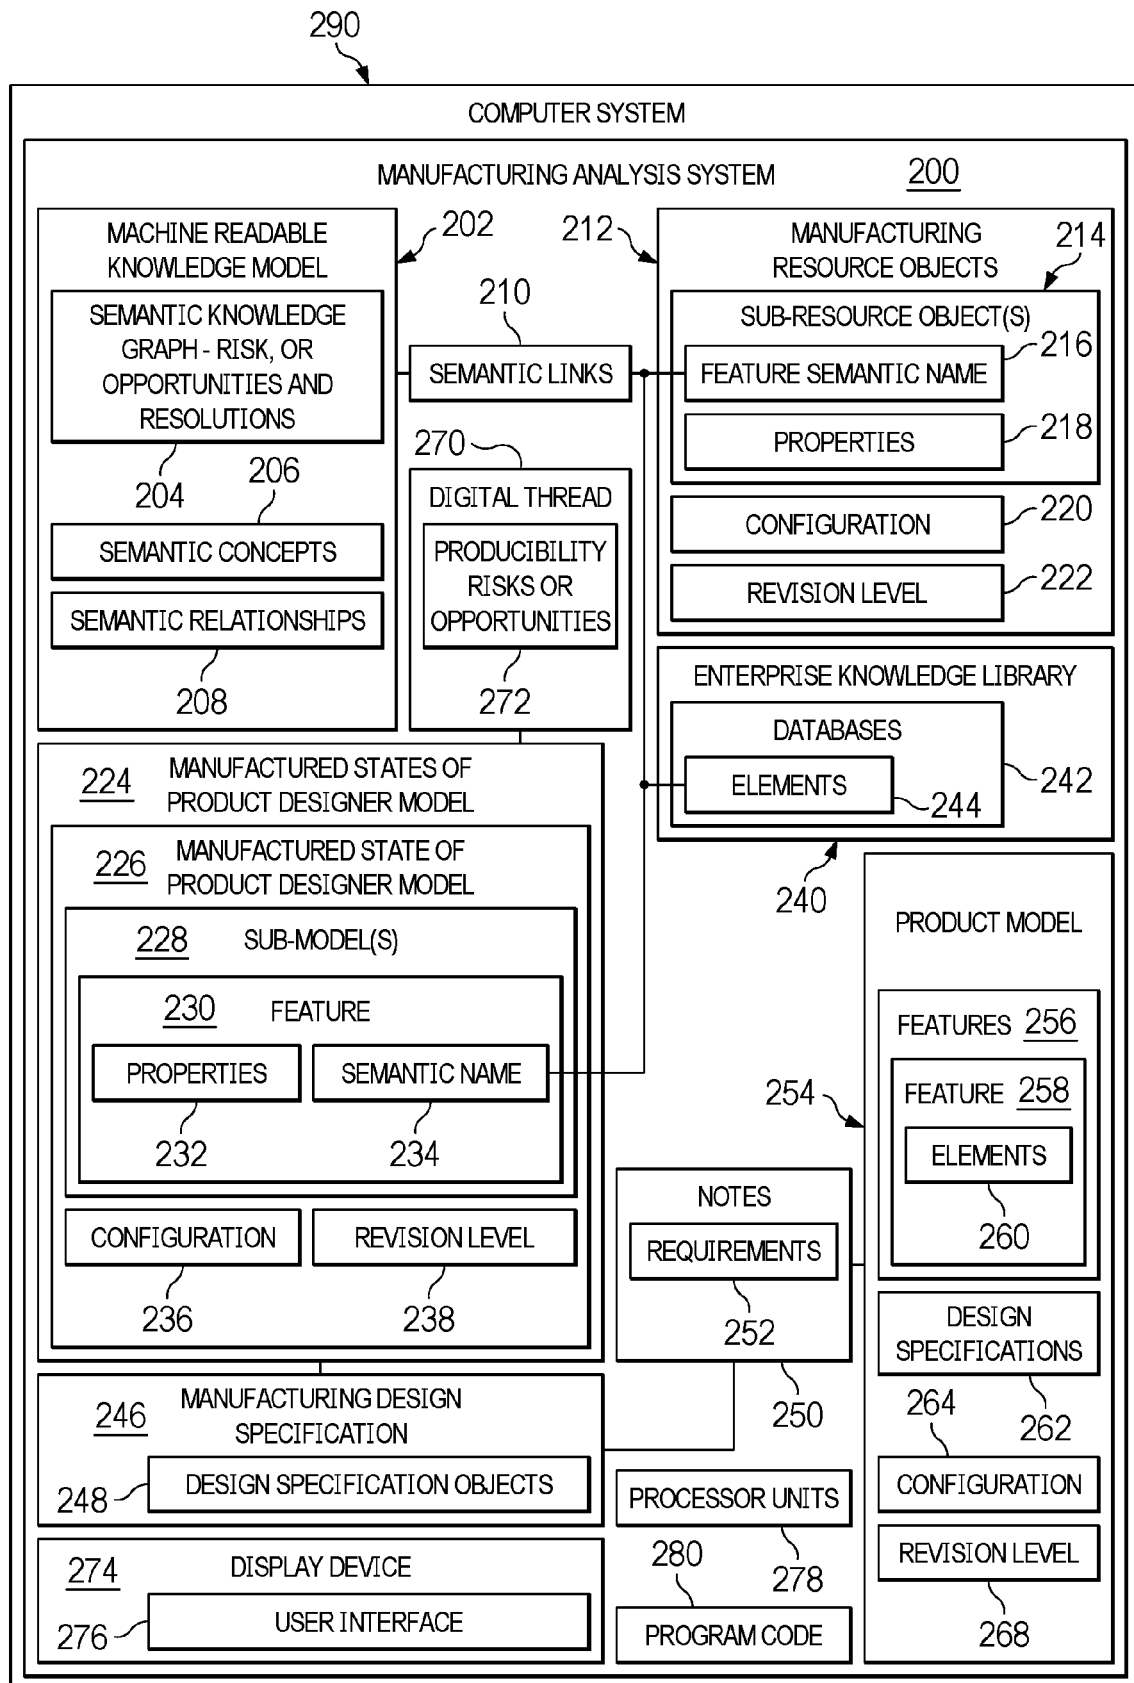 290
COMPUTER SYSTEM
MANUFACTURING ANALYSIS SYSTEM
200
MACHINE READABLE
KNOWLEDGE MODEL
202
SEMANTIC KNOWLEDGE
GRAPH - RISK, OR
OPPORTUNITIES AND
RESOLUTIONS
204
206
SEMANTIC CONCEPTS
SEMANTIC RELATIONSHIPS
208
210
SEMANTIC LINKS
270
DIGITAL THREAD
PRODUCIBILITY
RISKS OR
OPPORTUNITIES
272
212
MANUFACTURING
RESOURCE OBJECTS
214
SUB-RESOURCE OBJECT(S)
FEATURE SEMANTIC NAME
216
PROPERTIES
218
CONFIGURATION
220
REVISION LEVEL
222
ENTERPRISE KNOWLEDGE LIBRARY
DATABASES
242
ELEMENTS
244
240
224
MANUFACTURED STATES OF
PRODUCT DESIGNER MODEL
226
MANUFACTURED STATE OF
PRODUCT DESIGNER MODEL
228
SUB-MODEL(S)
230
FEATURE
PROPERTIES
232
SEMANTIC NAME
234
CONFIGURATION
236
REVISION LEVEL
238
246
MANUFACTURING DESIGN
SPECIFICATION
248
DESIGN SPECIFICATION OBJECTS
274
DISPLAY DEVICE
276
USER INTERFACE
NOTES
REQUIREMENTS
252
250
PROCESSOR UNITS
278
280
PROGRAM CODE
254
PRODUCT MODEL
FEATURES 256
FEATURE 258
ELEMENTS
260
DESIGN
SPECIFICATIONS
262
264
CONFIGURATION
REVISION LEVEL
268